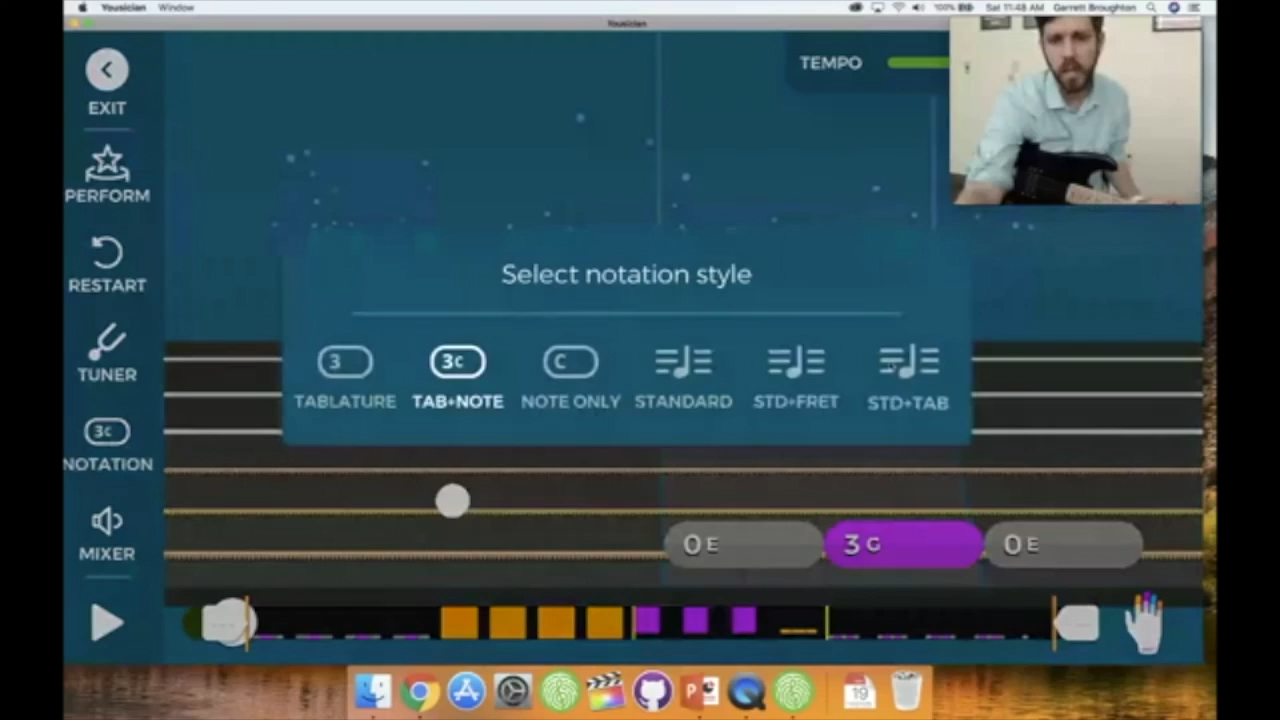 Yousician Window
100% Sat 11:48 AM Garrett Broughton
Yousician
TEMPO
EXIT
PERFORM
RESTART
TUNER
3C
NOTATION
MIXER
Select notation style
3 3C C
TABLATURE TAB+NOTE NOTE ONLY STANDARD STD+FRET STD+TAB
0 E 3 G 0 E
P 19